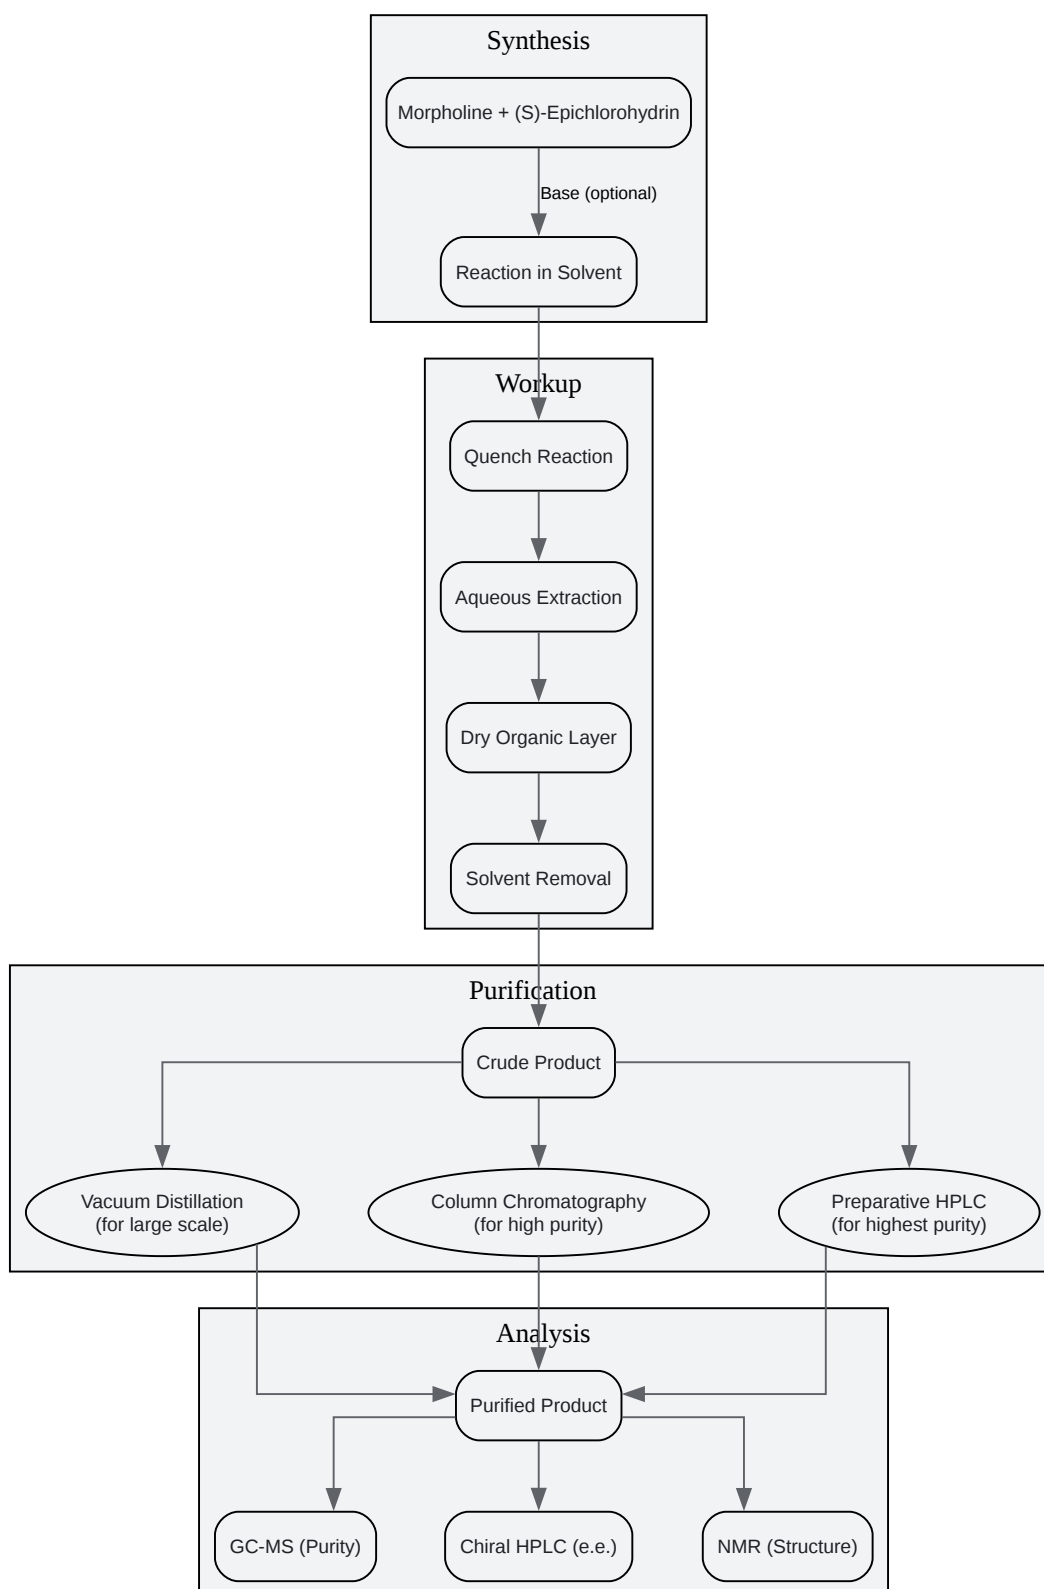 Synthesis
Morpholine + (S)-Epichlorohydrin
Base (optional)
Reaction in Solvent
Workup
Quench Reaction
Aqueous Extraction
Dry Organic Layer
Solvent Removal
Purification
Crude Product
Vacuum Distillation
(for large scale)
Column Chromatography
(for high purity)
Preparative HPLC
(for highest purity)
Analysis
Purified Product
GC-MS (Purity)
Chiral HPLC (e.e.)
NMR (Structure)